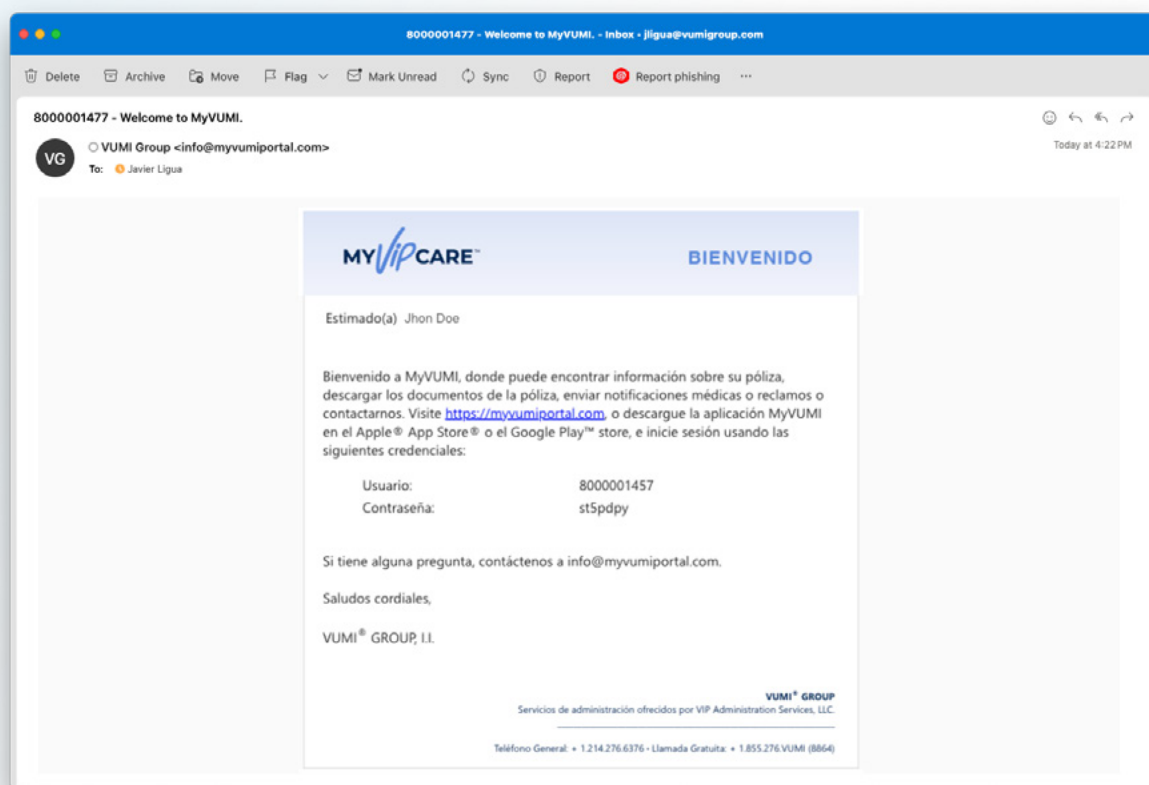 8000001477 - Welcome to MyVUMI. - Inbox • jligua@vumigroup.com
Delete Archive Move Flag Mark Unread Sync Report Report phishing ...
8000001477 - Welcome to MyVUMI.
VG VUMI Group <info@myvumiportal.com> Today at 4:22 PM
To: Javier Ligua
MYVIPCARE™ BIENVENIDO
Estimado(a) Jhon Doe
Bienvenido a MyVUMI, donde puede encontrar información sobre su póliza,
descargar los documentos de la póliza, enviar notificaciones médicas o reclamos o
contactarnos. Visite https://myvumiportal.com, o descargue la aplicación MyVUMI
en el Apple® App Store® o el Google Play™ store, e inicie sesión usando las
siguientes credenciales:
Usuario: 8000001457
Contraseña: st5pdpy
Si tiene alguna pregunta, contáctenos a info@myvumiportal.com.
Saludos cordiales,
VUMI® GROUP, I.I.
VUMI® GROUP
Servicios de administración ofrecidos por VIP Administration Services, LLC.
Teléfono General: + 1.214.276.6376 • Llamada Gratuita: + 1.855.276.VUMI (8864)